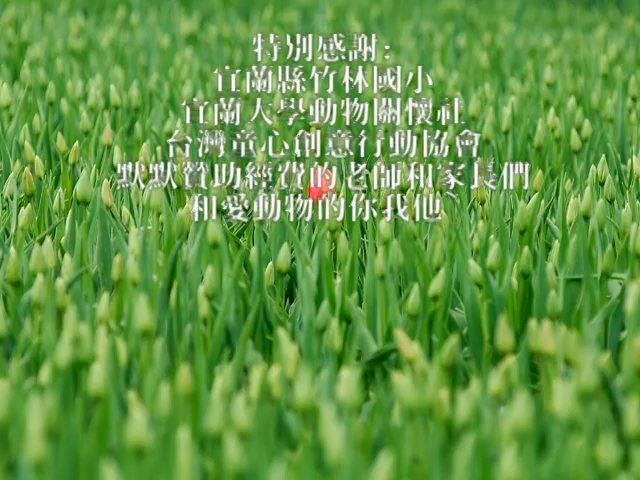 特別感謝:
宜蘭縣竹林國小
宜蘭大學動物關懷社
台灣童心創意行動協會
默默贊助經費的老師和家長們
和愛動物的你我他